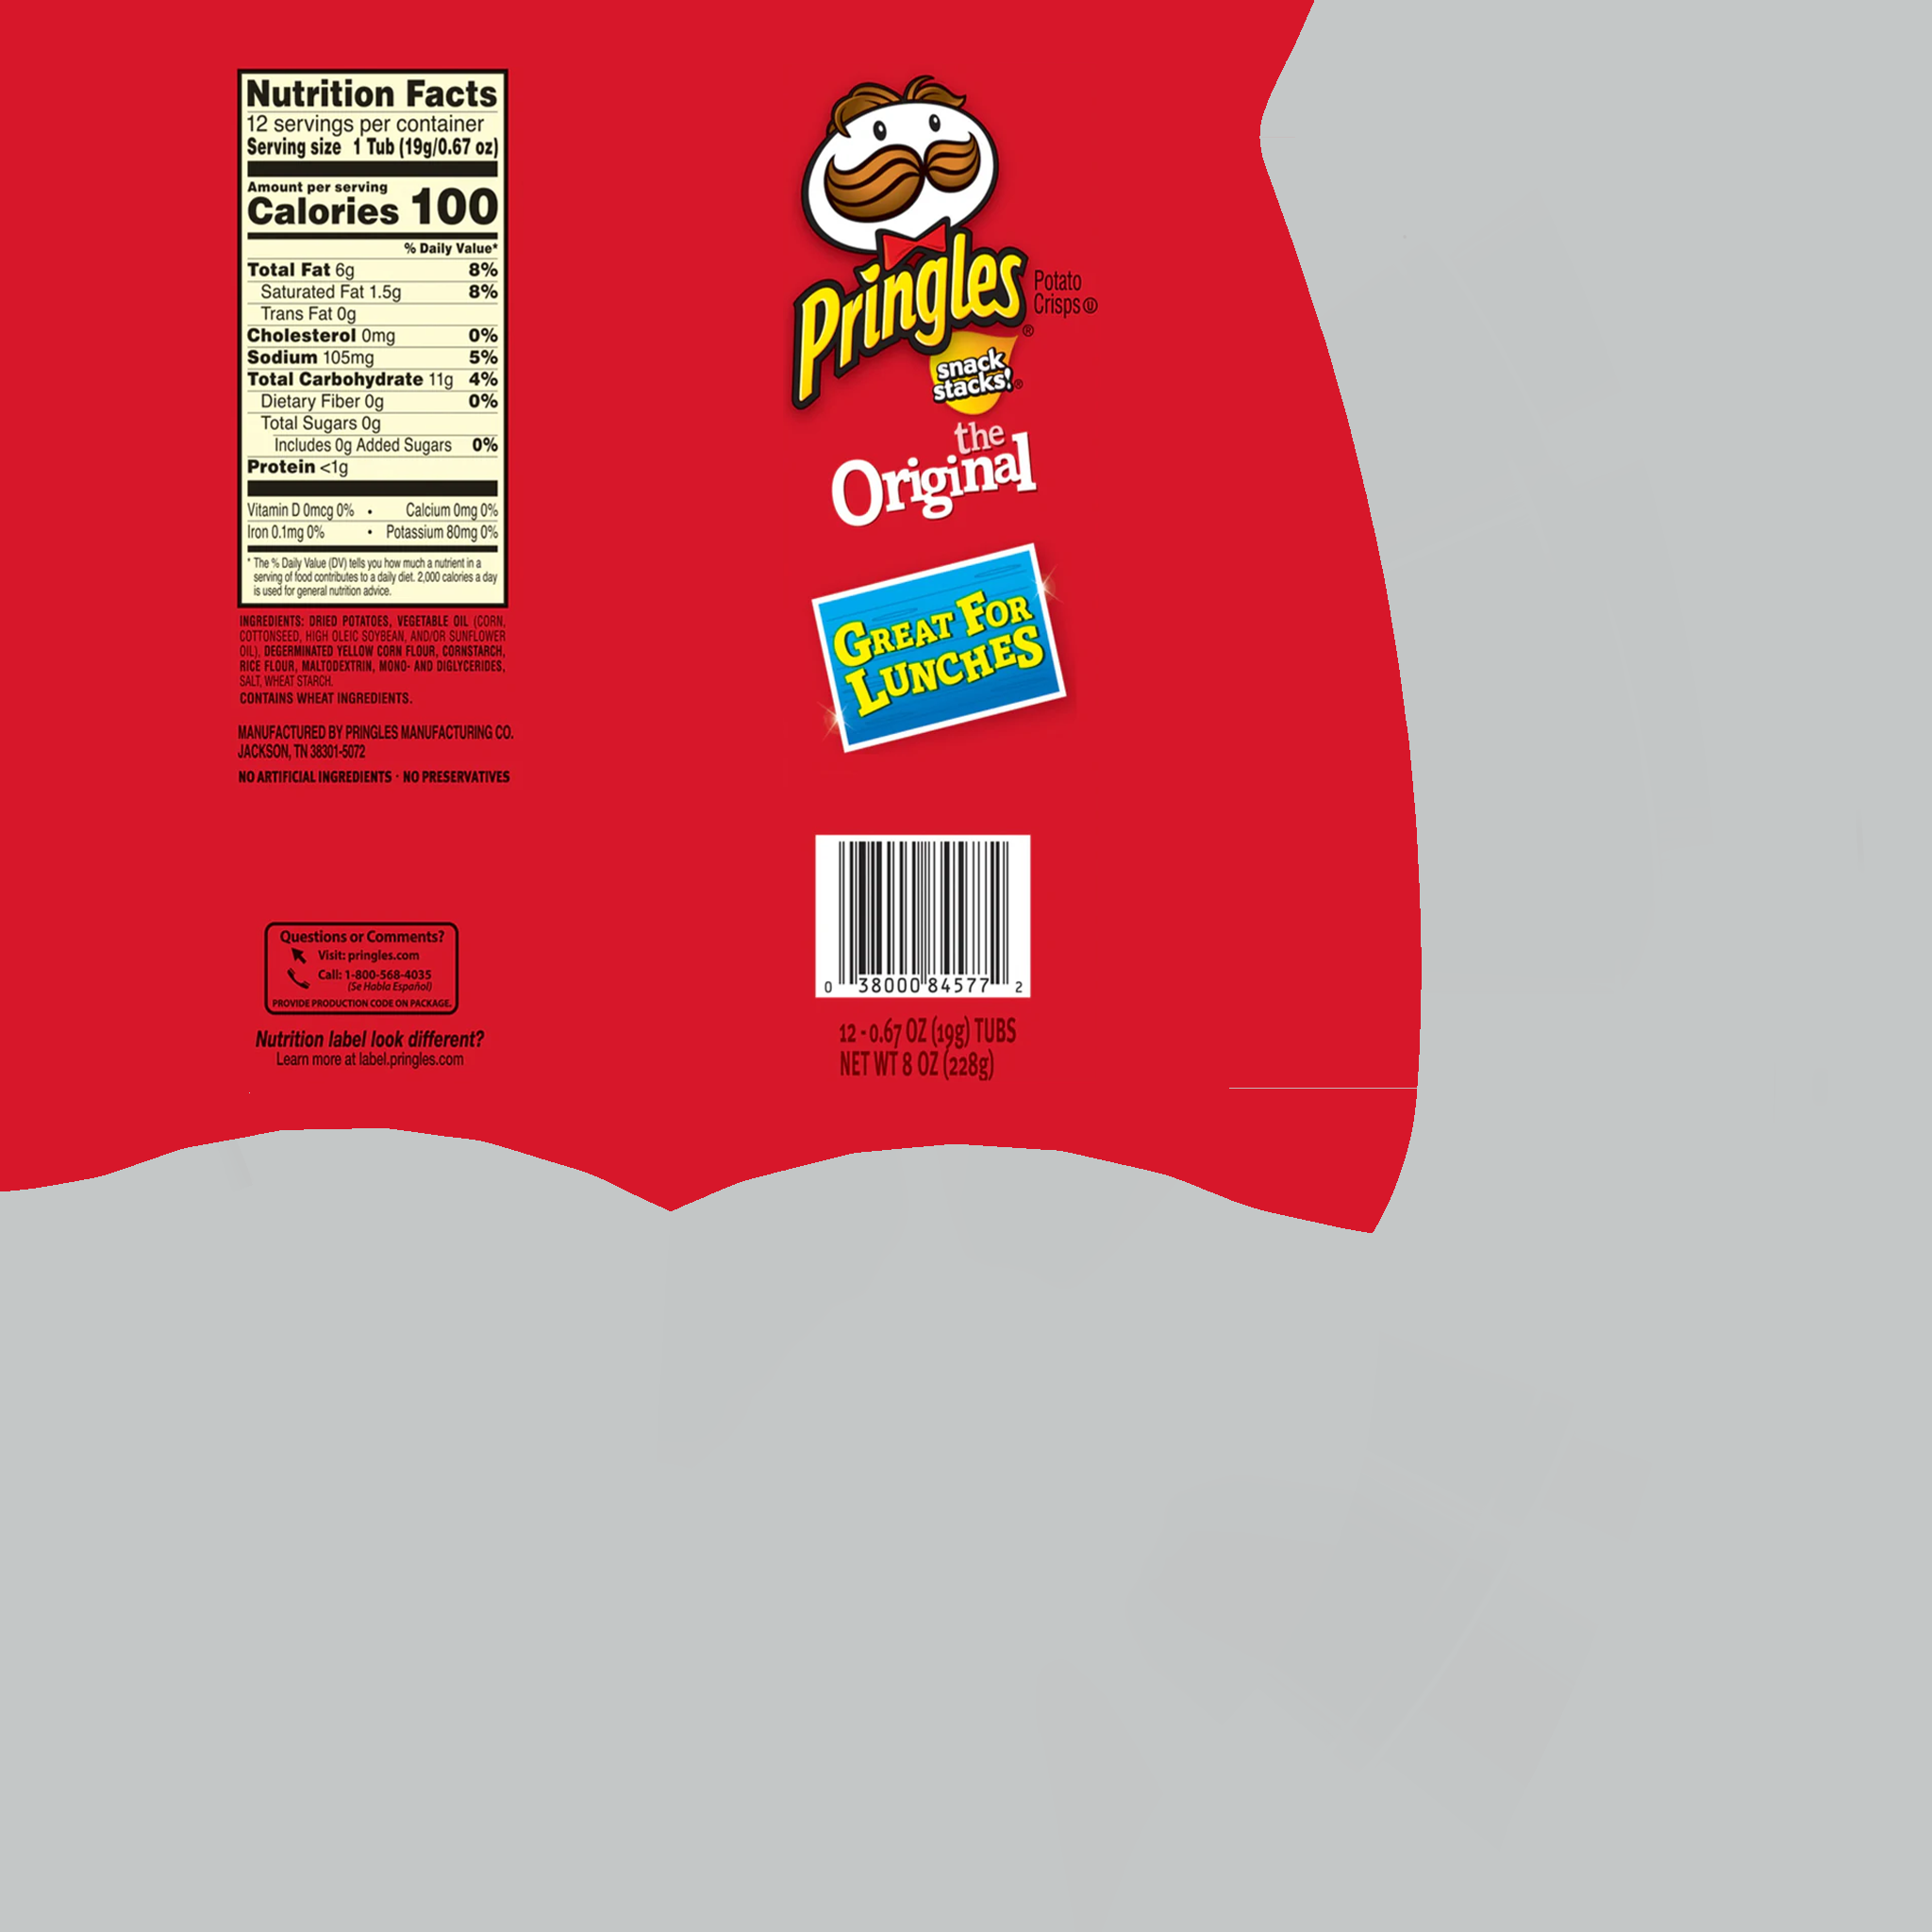 Nutrition Facts
12 servings per container
Serving size 1 Tub (19g/0.67 oz)
Amount per serving
Calories 100
% Daily Value*
Total Fat 6g 8%
Saturated Fat 1.5g 8%
Trans Fat 0g
Cholesterol 0mg 0%
Sodium 105mg 5%
Total Carbohydrate 11g 4%
Dietary Fiber 0g 0%
Total Sugars 0g
Includes 0g Added Sugars 0%
Protein <1g
Vitamin D 0mcg 0% • Calcium 0mg 0%
Iron 0.1mg 0% • Potassium 80mg 0%
* The % Daily Value (DV) tells you how much a nutrient in a
serving of food contributes to a daily diet. 2,000 calories a day
is used for general nutrition advice.
INGREDIENTS: DRIED POTATOES, VEGETABLE OIL (CORN,
COTTONSEED, HIGH OLEIC SOYBEAN, AND/OR SUNFLOWER
OIL), DEGERMINATED YELLOW CORN FLOUR, CORNSTARCH,
RICE FLOUR, MALTODEXTRIN, MONO- AND DIGLYCERIDES,
SALT, WHEAT STARCH.
CONTAINS WHEAT INGREDIENTS.
MANUFACTURED BY PRINGLES MANUFACTURING CO.
JACKSON, TN 38301-5072
NO ARTIFICIAL INGREDIENTS · NO PRESERVATIVES
Questions or Comments?
Visit: pringles.com
Call: 1-800-568-4035
(Se Habla Español)
PROVIDE PRODUCTION CODE ON PACKAGE.
Nutrition label look different?
Learn more at label.pringles.com
Pringles®
Potato
Crisps Ⓤ
snack
stacks!®
the
Original
GREAT FOR
LUNCHES
0 38000 84577 2
12 - 0.67 OZ (19g) TUBS
NET WT 8 OZ (228g)